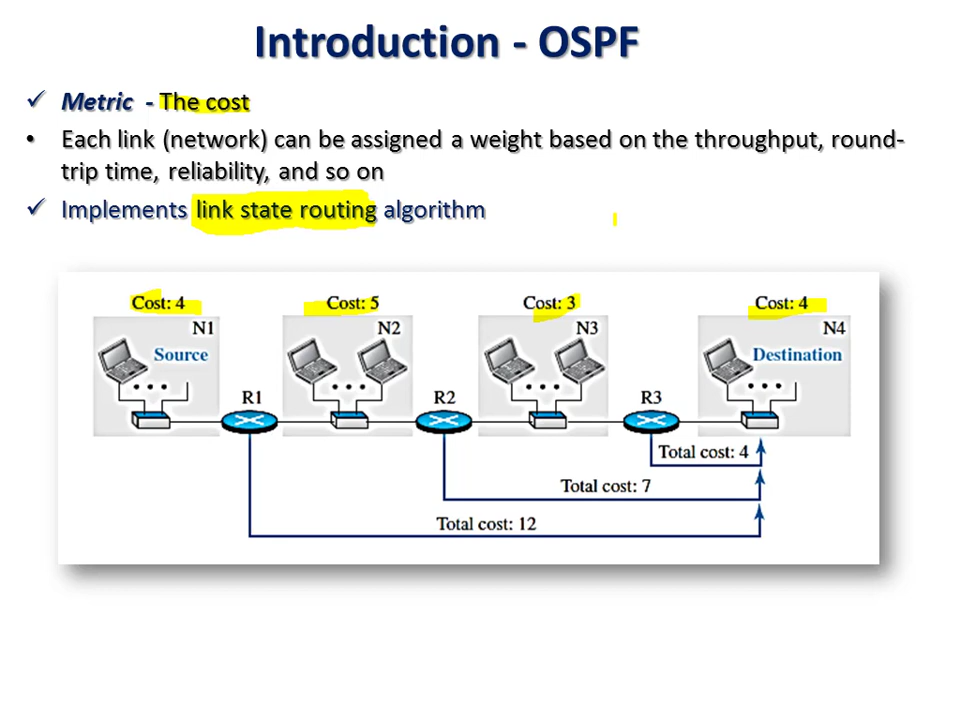 Introduction - OSPF
✓ Metric - The cost
• Each link (network) can be assigned a weight based on the throughput, round-
trip time, reliability, and so on
✓ Implements link state routing algorithm
Cost: 4 Cost: 5 Cost: 3 Cost: 4
N1 N2 N3 N4
Source Destination
R1 R2 R3
Total cost: 4
Total cost: 7
Total cost: 12